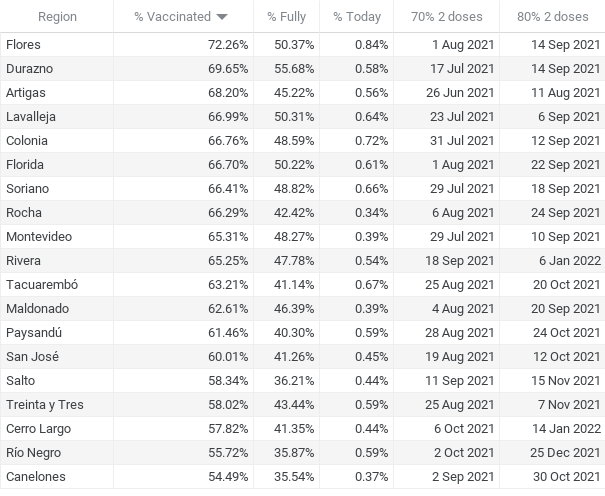 Region % Vaccinated % Fully % Today 70% 2 doses 80% 2 doses
Flores 72.26% 50.37% 0.84% 1 Aug 2021 14 Sep 2021
Durazno 69.65% 55.68% 0.58% 17 Jul 2021 14 Sep 2021
Artigas 68.20% 45.22% 0.56% 26 Jun 2021 11 Aug 2021
Lavalleja 66.99% 50.31% 0.64% 23 Jul 2021 6 Sep 2021
Colonia 66.76% 48.59% 0.72% 31 Jul 2021 12 Sep 2021
Florida 66.70% 50.22% 0.61% 1 Aug 2021 22 Sep 2021
Soriano 66.41% 48.82% 0.66% 29 Jul 2021 18 Sep 2021
Rocha 66.29% 42.42% 0.34% 6 Aug 2021 24 Sep 2021
Montevideo 65.31% 48.27% 0.39% 29 Jul 2021 10 Sep 2021
Rivera 65.25% 47.78% 0.54% 18 Sep 2021 6 Jan 2022
Tacuarembó 63.21% 41.14% 0.67% 25 Aug 2021 20 Oct 2021
Maldonado 62.61% 46.39% 0.39% 4 Aug 2021 20 Sep 2021
Paysandú 61.46% 40.30% 0.59% 28 Aug 2021 24 Oct 2021
San José 60.01% 41.26% 0.45% 19 Aug 2021 12 Oct 2021
Salto 58.34% 36.21% 0.44% 11 Sep 2021 15 Nov 2021
Treinta y Tres 58.02% 43.44% 0.59% 25 Aug 2021 7 Nov 2021
Cerro Largo 57.82% 41.35% 0.44% 6 Oct 2021 14 Jan 2022
Río Negro 55.72% 35.87% 0.59% 2 Oct 2021 25 Dec 2021
Canelones 54.49% 35.54% 0.37% 2 Sep 2021 30 Oct 2021